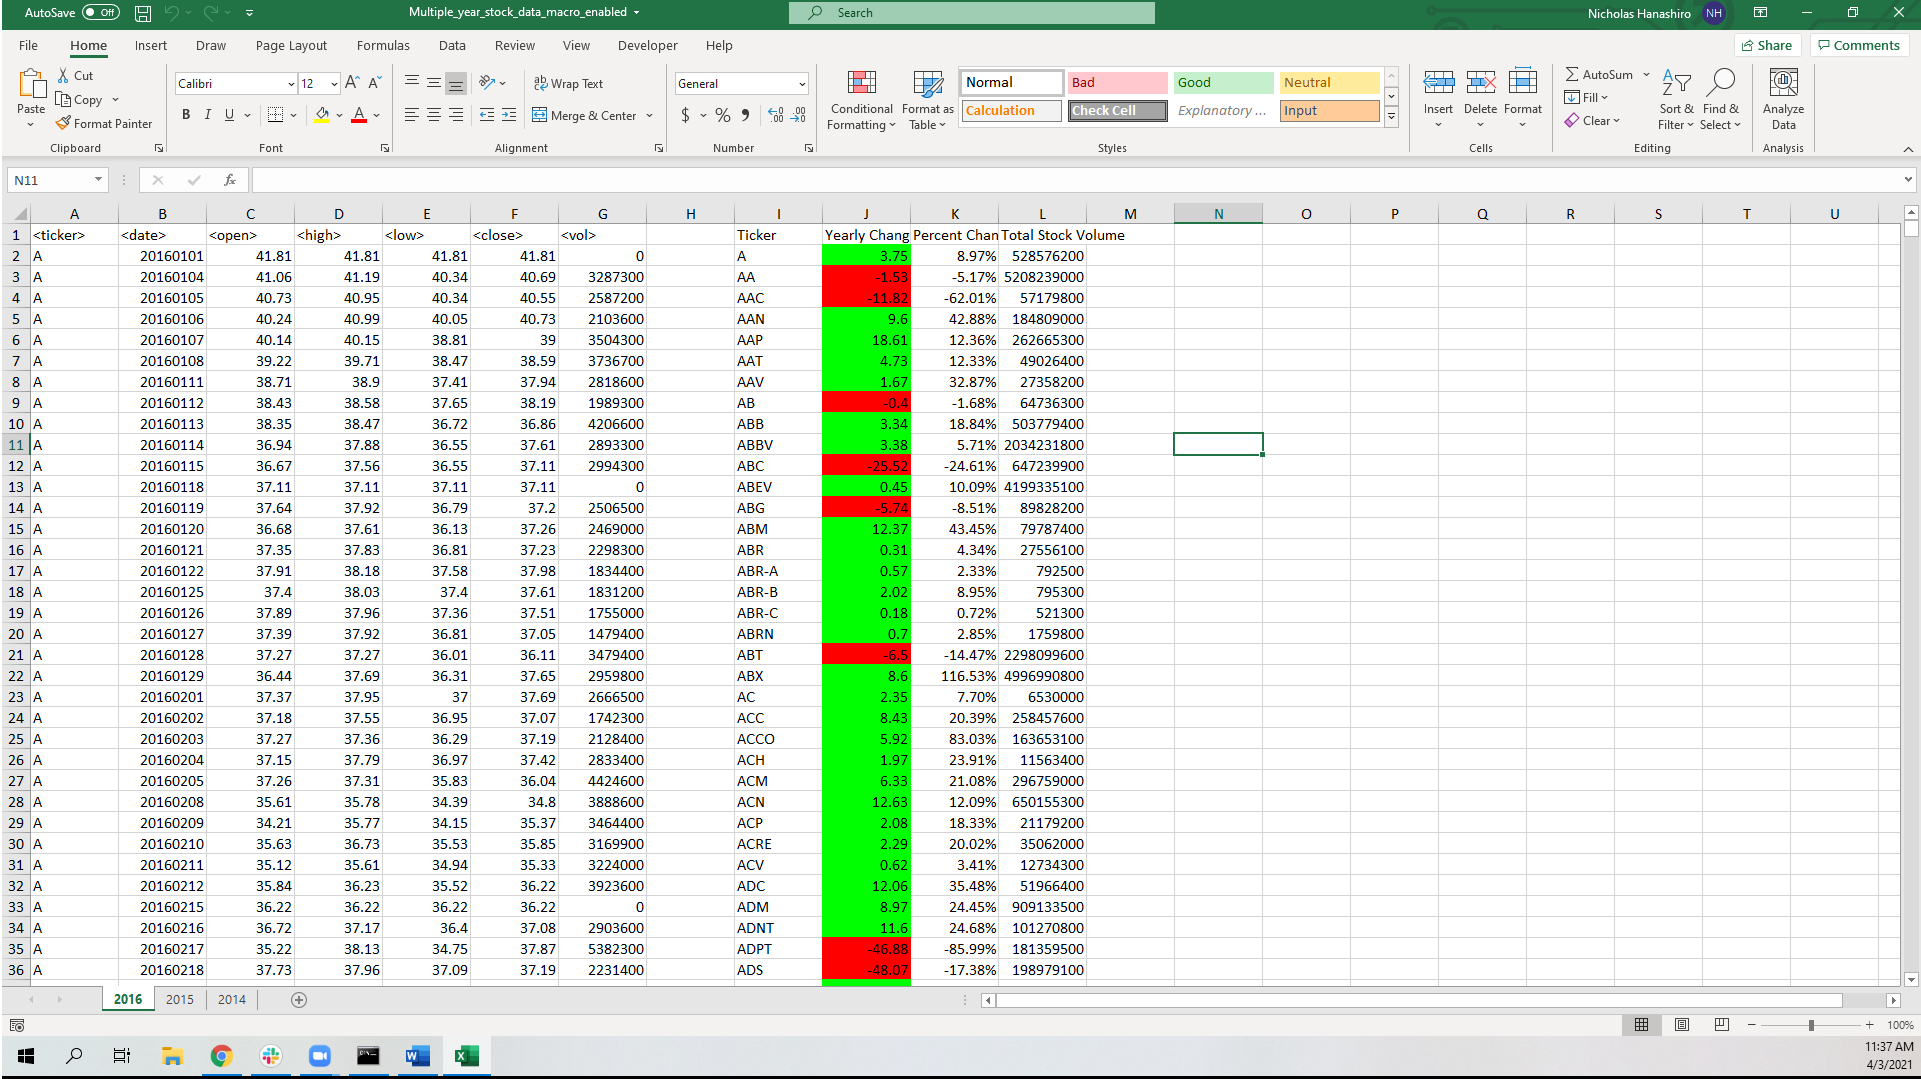 AutoSave Off Multiple_year_stock_data_macro_enabled Search Nicholas Hanashiro NH
File Home Insert Draw Page Layout Formulas Data Review View Developer Help Share Comments
Paste Cut Copy Format Painter Clipboard
Calibri 12 A A B I U A Font
ab Wrap Text Merge & Center Alignment
General $ % Number
Conditional Formatting Format as Table Normal Bad Good Neutral Calculation Check Cell Explanatory ... Input Styles
Insert Delete Format Cells
AutoSum Fill Clear Sort & Filter Find & Select Editing
Analyze Data Analysis
N11 fx
A B C D E F G H I J K L M N O P Q R S T U
1 <ticker> <date> <open> <high> <low> <close> <vol> Ticker Yearly Chang Percent Chan Total Stock Volume
2 A 20160101 41.81 41.81 41.81 41.81 0 A 3.75 8.97% 528576200
3 A 20160104 41.06 41.19 40.34 40.69 3287300 AA -1.53 -5.17% 5208239000
4 A 20160105 40.73 40.95 40.34 40.55 2587200 AAC -11.82 -62.01% 57179800
5 A 20160106 40.24 40.99 40.05 40.73 2103600 AAN 9.6 42.88% 184809000
6 A 20160107 40.14 40.15 38.81 39 3504300 AAP 18.61 12.36% 262665300
7 A 20160108 39.22 39.71 38.47 38.59 3736700 AAT 4.73 12.33% 49026400
8 A 20160111 38.71 38.9 37.41 37.94 2818600 AAV 1.67 32.87% 27358200
9 A 20160112 38.43 38.58 37.65 38.19 1989300 AB -0.4 -1.68% 64736300
10 A 20160113 38.35 38.47 36.72 36.86 4206600 ABB 3.34 18.84% 503779400
11 A 20160114 36.94 37.88 36.55 37.61 2893300 ABBV 3.38 5.71% 2034231800
12 A 20160115 36.67 37.56 36.55 37.11 2994300 ABC -25.52 -24.61% 647239900
13 A 20160118 37.11 37.11 37.11 37.11 0 ABEV 0.45 10.09% 4199335100
14 A 20160119 37.64 37.92 36.79 37.2 2506500 ABG -5.74 -8.51% 89828200
15 A 20160120 36.68 37.61 36.13 37.26 2469000 ABM 12.37 43.45% 79787400
16 A 20160121 37.35 37.83 36.81 37.23 2298300 ABR 0.31 4.34% 27556100
17 A 20160122 37.91 38.18 37.58 37.98 1834400 ABR-A 0.57 2.33% 792500
18 A 20160125 37.4 38.03 37.4 37.61 1831200 ABR-B 2.02 8.95% 795300
19 A 20160126 37.89 37.96 37.36 37.51 1755000 ABR-C 0.18 0.72% 521300
20 A 20160127 37.39 37.92 36.81 37.05 1479400 ABRN 0.7 2.85% 1759800
21 A 20160128 37.27 37.27 36.01 36.11 3479400 ABT -6.5 -14.47% 2298099600
22 A 20160129 36.44 37.69 36.31 37.65 2959800 ABX 8.6 116.53% 4996990800
23 A 20160201 37.37 37.95 37 37.69 2666500 AC 2.35 7.70% 6530000
24 A 20160202 37.18 37.55 36.95 37.07 1742300 ACC 8.43 20.39% 258457600
25 A 20160203 37.27 37.36 36.29 37.19 2128400 ACCO 5.92 83.03% 163653100
26 A 20160204 37.15 37.79 36.97 37.42 2833400 ACH 1.97 23.91% 11563400
27 A 20160205 37.26 37.31 35.83 36.04 4424600 ACM 6.33 21.08% 296759000
28 A 20160208 35.61 35.78 34.39 34.8 3888600 ACN 12.63 12.09% 650155300
29 A 20160209 34.21 35.77 34.15 35.37 3464400 ACP 2.08 18.33% 21179200
30 A 20160210 35.63 36.73 35.53 35.85 3169900 ACRE 2.29 20.02% 35062000
31 A 20160211 35.12 35.61 34.94 35.33 3224000 ACV 0.62 3.41% 12734300
32 A 20160212 35.84 36.23 35.52 36.22 3923600 ADC 12.06 35.48% 51966400
33 A 20160215 36.22 36.22 36.22 36.22 0 ADM 8.97 24.45% 909133500
34 A 20160216 36.72 37.17 36.4 37.08 2903600 ADNT 11.6 24.68% 101270800
35 A 20160217 35.22 38.13 34.75 37.87 5382300 ADPT -46.88 -85.99% 181359500
36 A 20160218 37.73 37.96 37.09 37.19 2231400 ADS -48.07 -17.38% 198979100
2016 2015 2014
100%
11:37 AM
4/3/2021